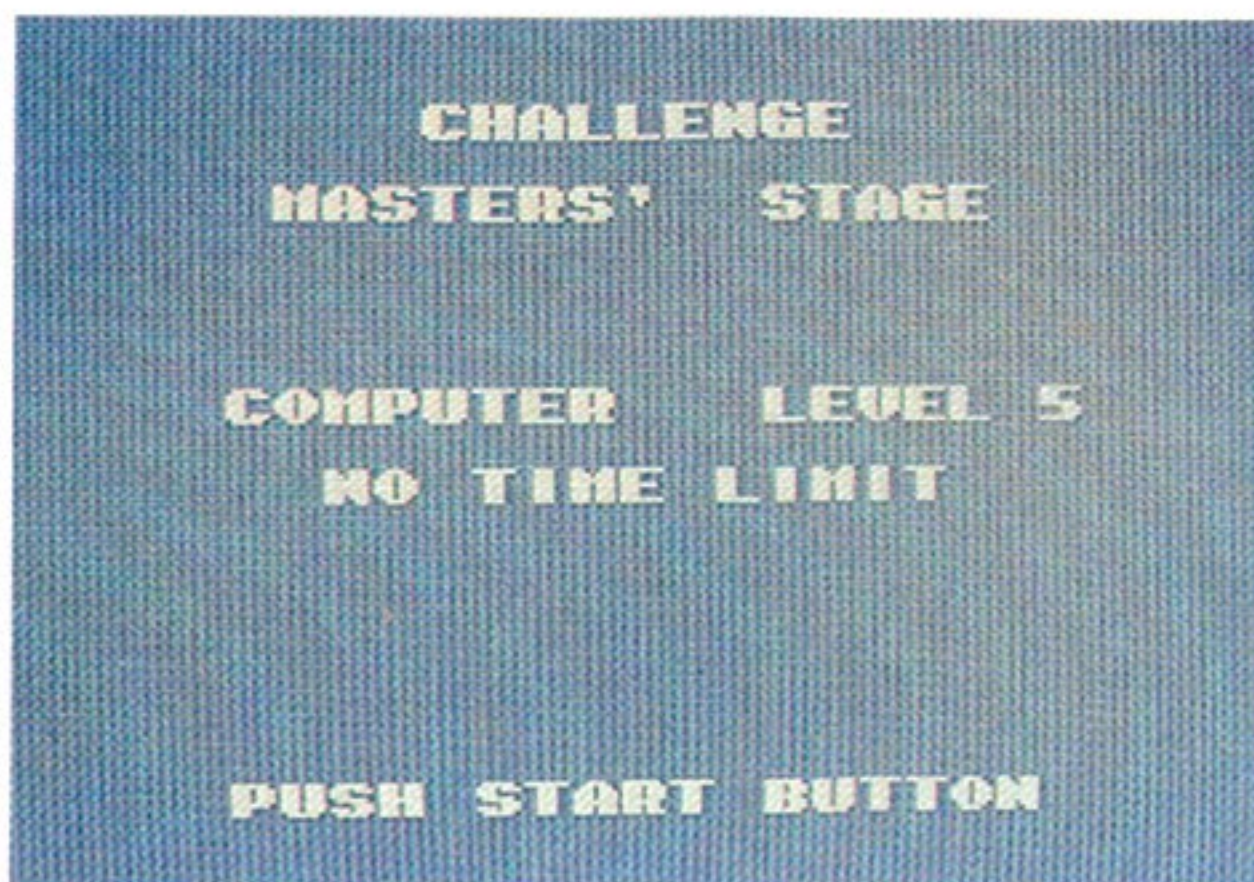 CHALLENGE
MASTERS' STAGE
COMPUTER LEVEL 5
NO TIME LIMIT
PUSH START BUTTON